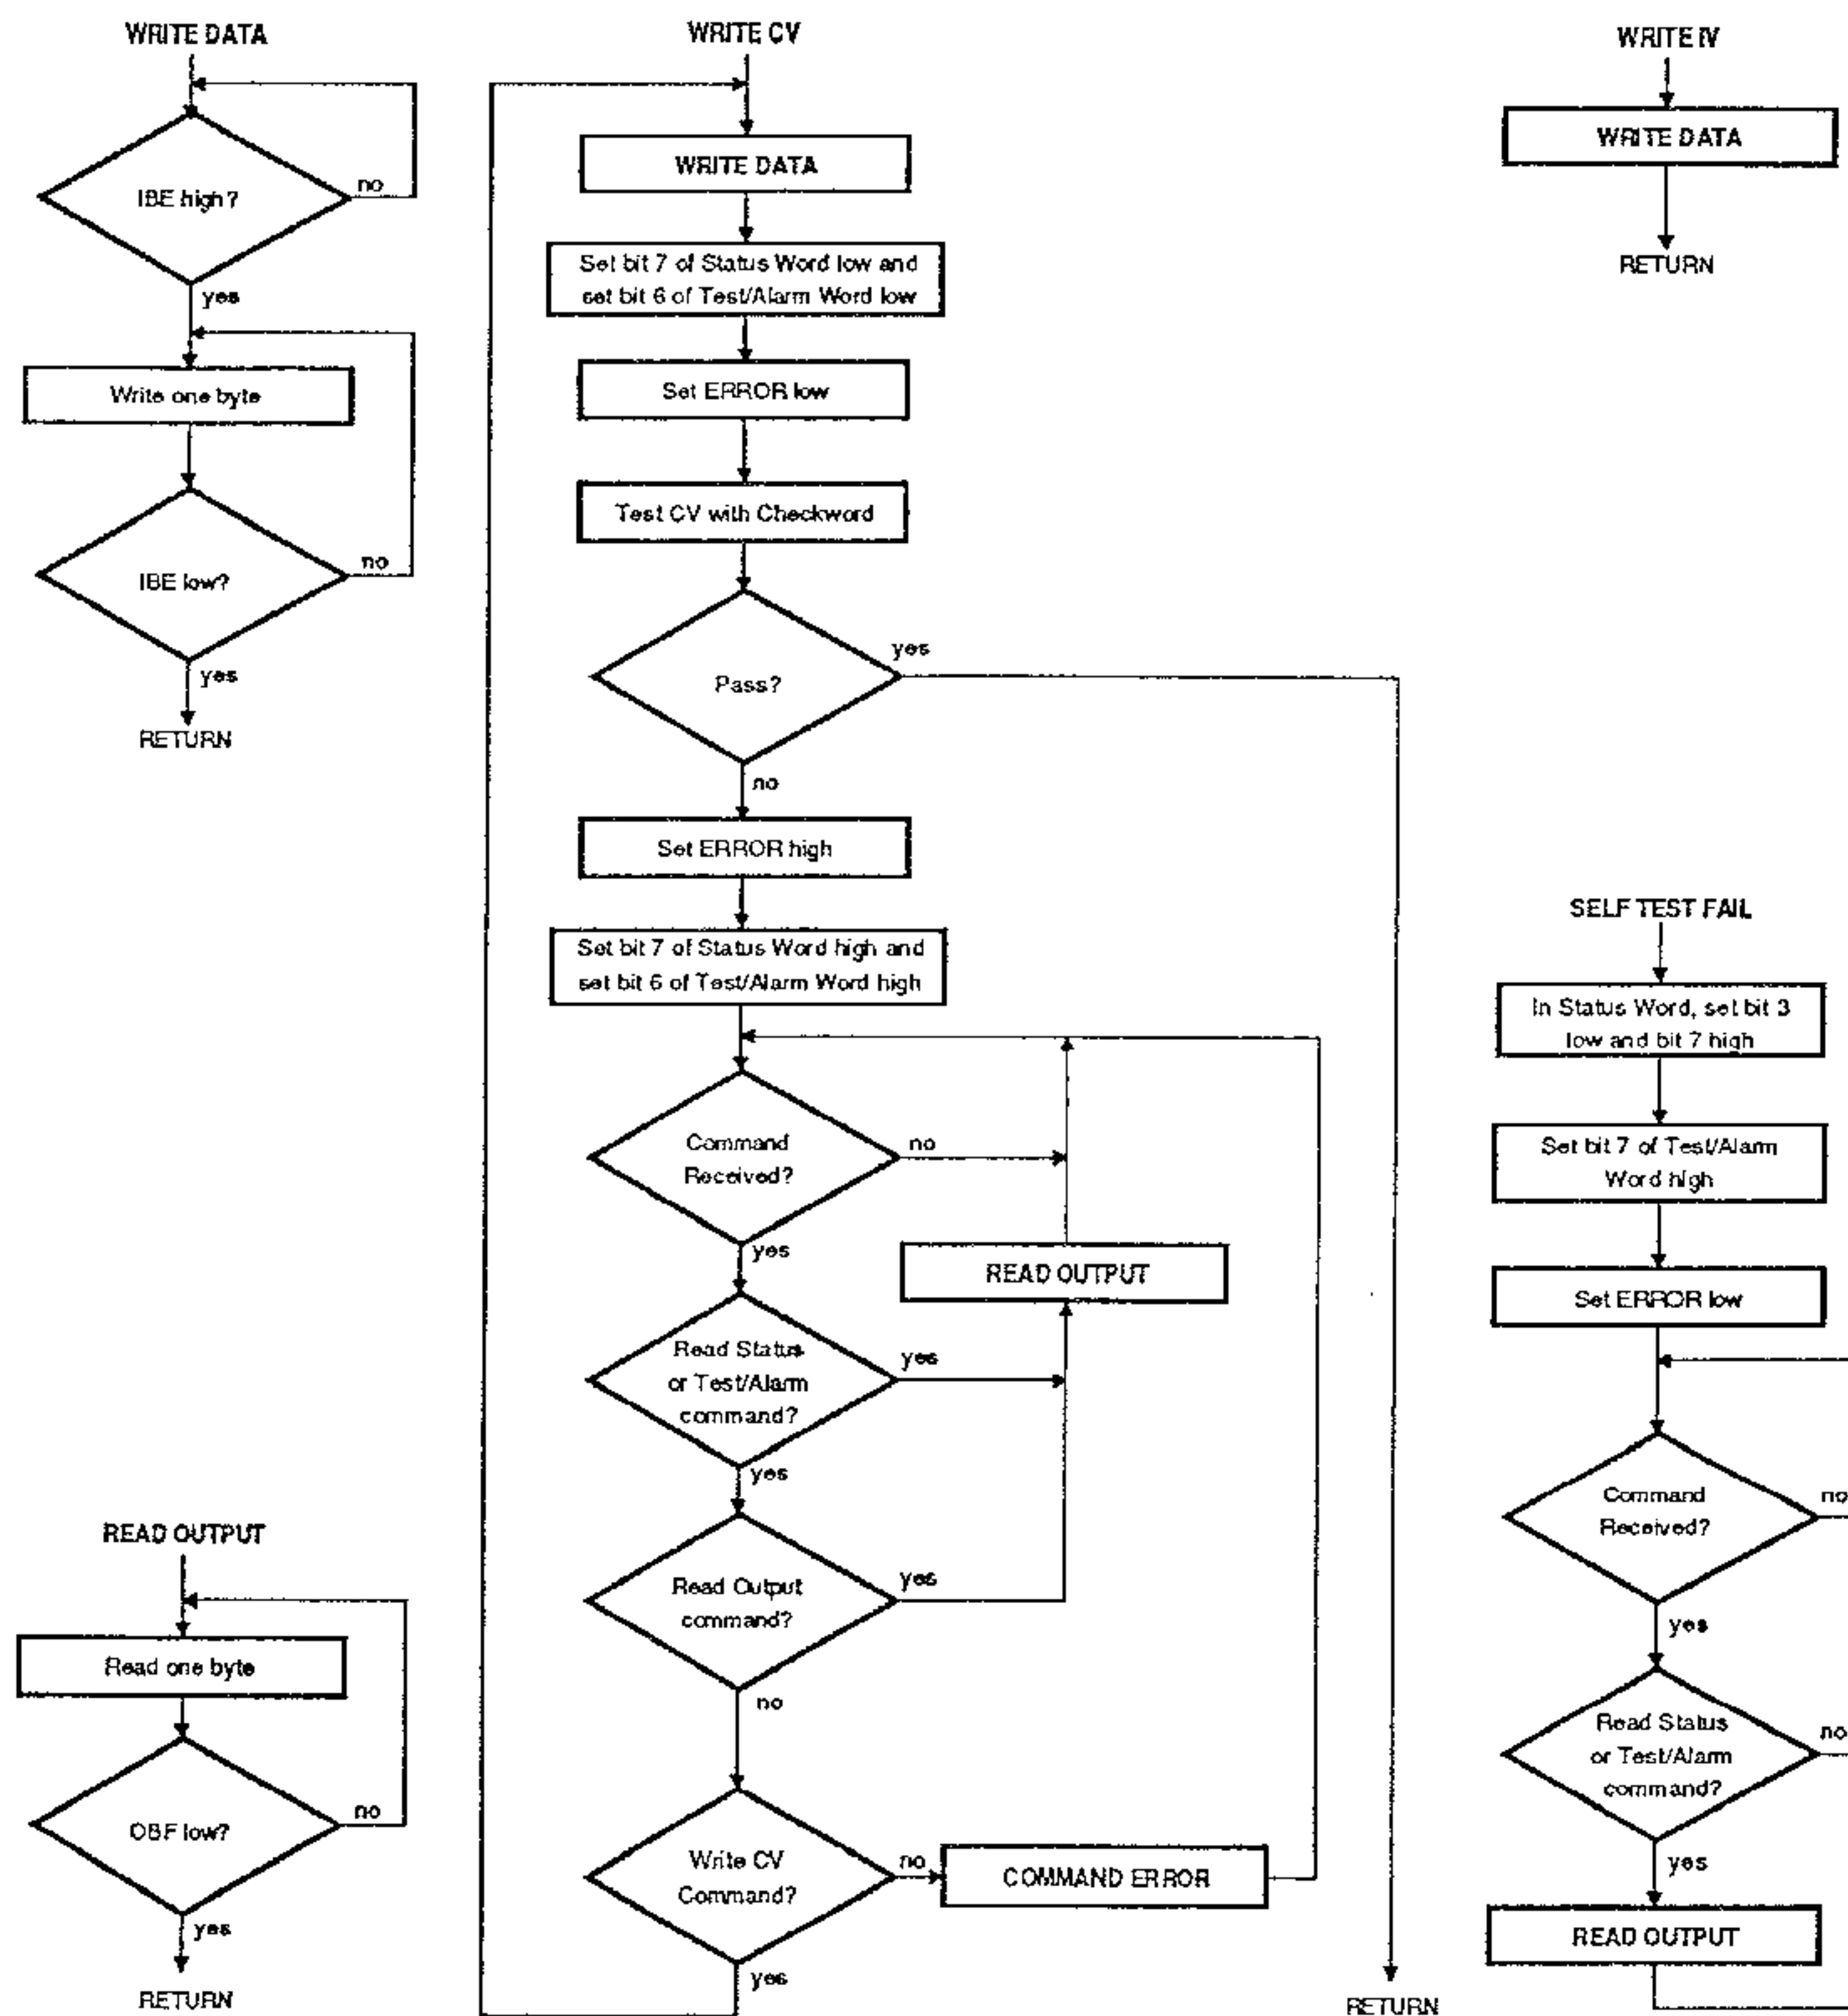 WRITE DATA
IBE high?
no
yes
Write one byte
IBE low?
no
yes
RETURN
READ OUTPUT
Read one byte
OBF low?
no
yes
RETURN
WRITE CV
WRITE DATA
Set bit 7 of Status Word low and
set bit 6 of Test/Alarm Word low
Set ERROR low
Test CV with Checkword
Pass?
yes
no
Set ERROR high
Set bit 7 of Status Word high and
set bit 6 of Test/Alarm Word high
Command
Received?
no
yes
READ OUTPUT
Read Status
or Test/Alarm
command?
yes
yes
Read Output
command?
yes
no
Write CV
Command?
no
COMMAND ERROR
yes
RETURN
WRITE IV
WRITE DATA
RETURN
SELF TEST FAIL
In Status Word, set bit 3
low and bit 7 high
Set bit 7 of Test/Alarm
Word high
Set ERROR low
Command
Received?
no
yes
Read Status
or Test/Alarm
command?
no
yes
READ OUTPUT